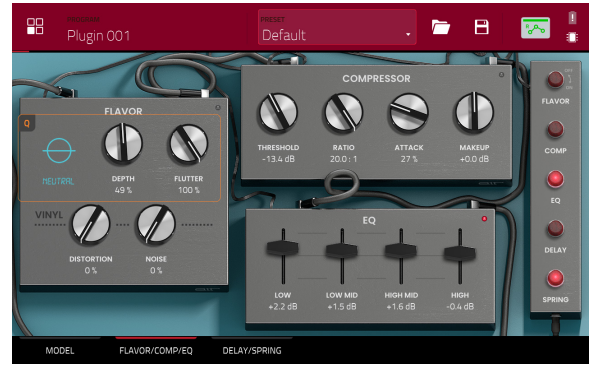 Plugin 001
PRESET
Default
FLAVOR
Q
NEUTRAL
DEPTH
49 %
FLUTTER
100 %
VINYL
DISTORTION
0 %
NOISE
0 %
COMPRESSOR
THRESHOLD
-13.4 dB
RATIO
20.0 : 1
ATTACK
27 %
MAKEUP
+0.0 dB
EQ
LOW
+2.2 dB
LOW MID
+1.5 dB
HIGH MID
+1.6 dB
HIGH
-0.4 dB
OFF
ON
FLAVOR
COMP
EQ
DELAY
SPRING
MODEL
FLAVOR/COMP/EQ
DELAY/SPRING